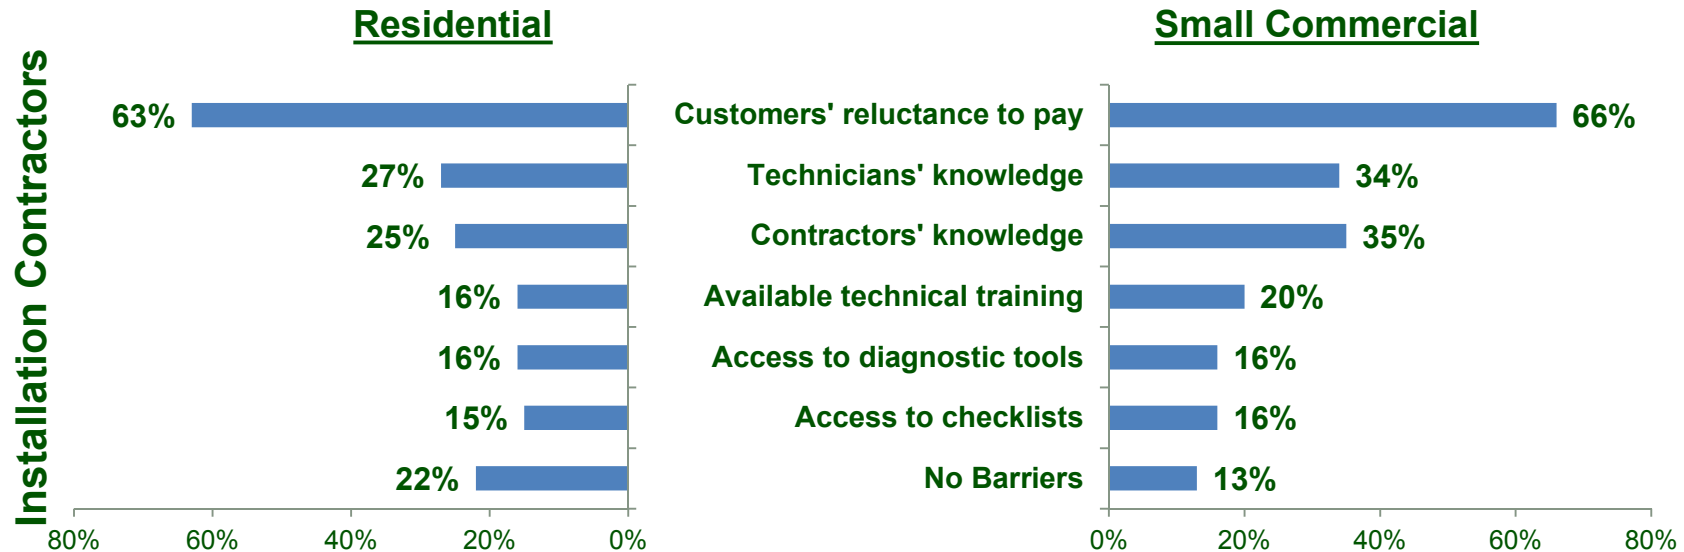 Residential
Small Commercial
Installation Contractors
63% Customers' reluctance to pay 66%
27% Technicians' knowledge 34%
25% Contractors' knowledge 35%
16% Available technical training 20%
16% Access to diagnostic tools 16%
15% Access to checklists 16%
22% No Barriers 13%
80% 60% 40% 20% 0%
0% 20% 40% 60% 80%